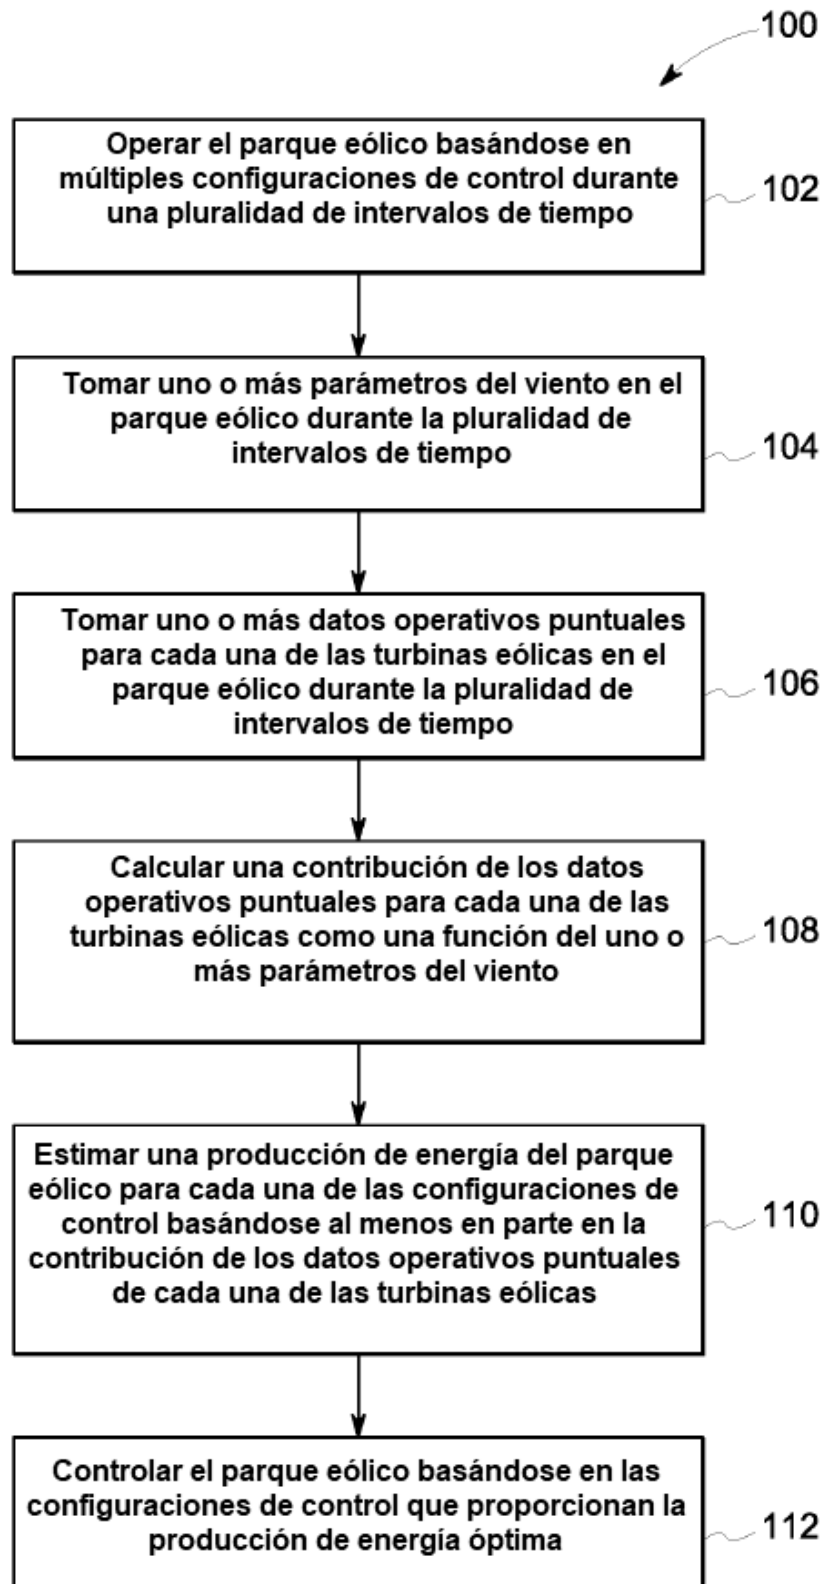 100
Operar el parque eólico basándose en
múltiples configuraciones de control durante
una pluralidad de intervalos de tiempo
102
Tomar uno o más parámetros del viento en el
parque eólico durante la pluralidad de
intervalos de tiempo
104
Tomar uno o más datos operativos puntuales
para cada una de las turbinas eólicas en el
parque eólico durante la pluralidad de
intervalos de tiempo
106
Calcular una contribución de los datos
operativos puntuales para cada una de las
turbinas eólicas como una función del uno o
más parámetros del viento
108
Estimar una producción de energía del parque
eólico para cada una de las configuraciones de
control basándose al menos en parte en la
contribución de los datos operativos puntuales
de cada una de las turbinas eólicas
110
Controlar el parque eólico basándose en las
configuraciones de control que proporcionan la
producción de energía óptima
112